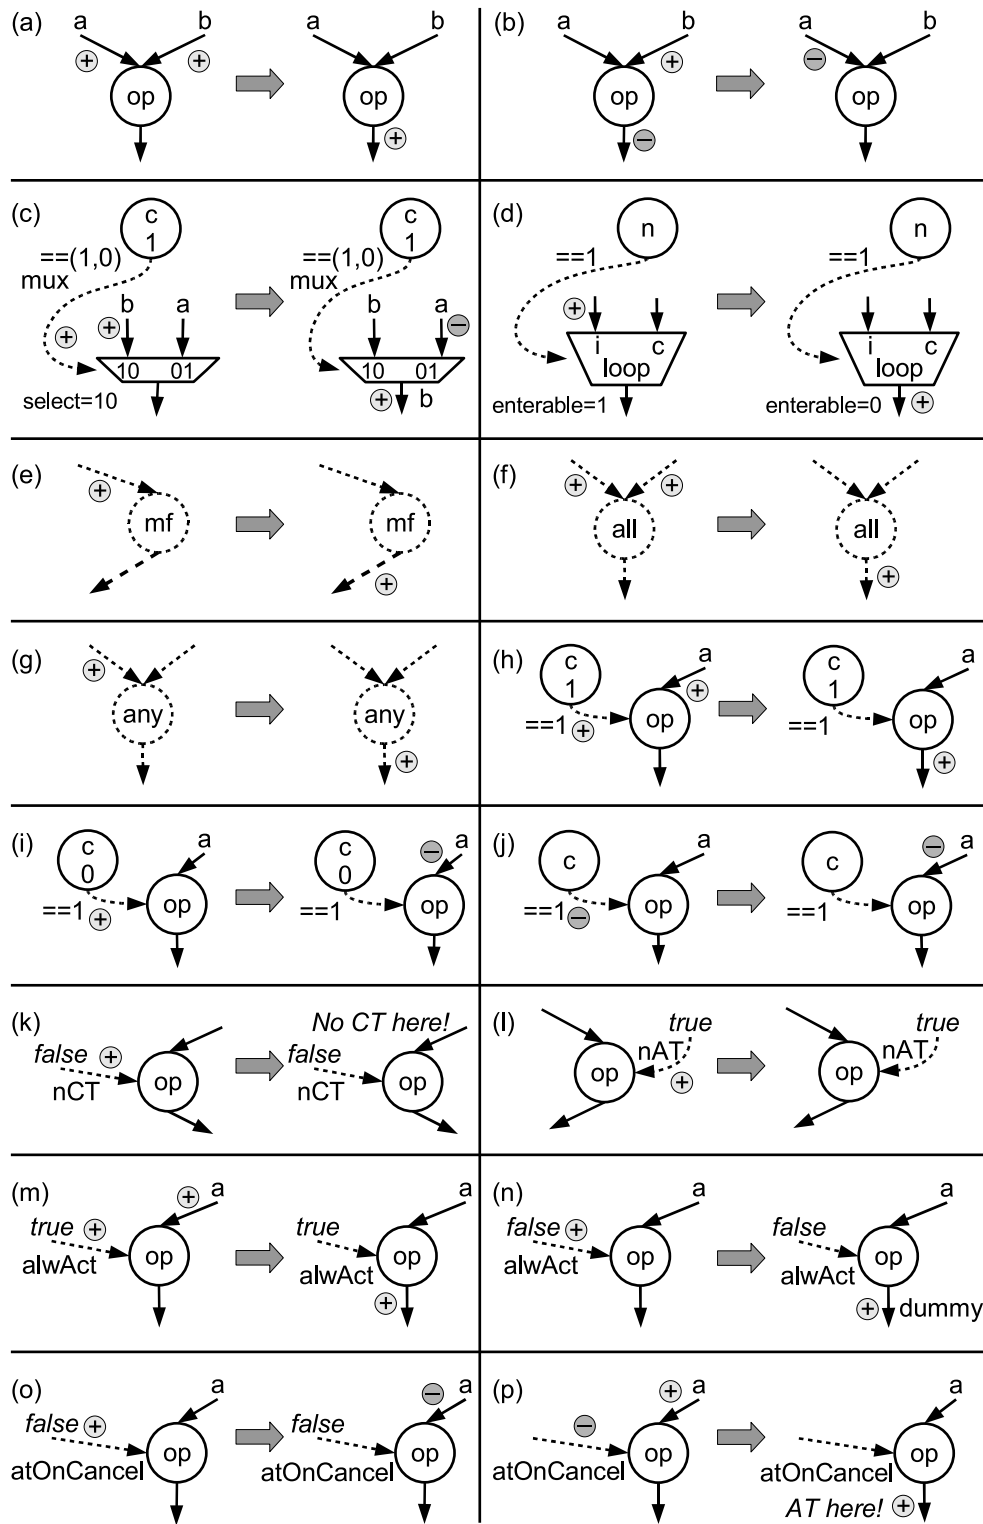 (a) a b a b
+ + op op +
(b) a b a b
+ op − − op
(c) c 1 c 1
==(1,0) ==(1,0)
mux mux
b a b a
+ + −
10 01 10 01
select=10 + b
(d) n n
==1 ==1
+
i c i c
loop loop
enterable=1 enterable=0 +
(e) + mf mf +
(f) + + all all +
(g) + any any +
(h) c 1 a c 1 a
+ op op
==1 + ==1 +
(i) c 0 a c 0 − a
op op
==1 + ==1
(j) c a c − a
op op
==1 − ==1
(k) No CT here!
false + false
nCT op nCT op
(l) true true
nAT nAT
op + op
(m) + a a
true + true
alwAct op alwAct op
+
(n) a a
false + false
alwAct op alwAct op
+ dummy
(o) a − a
false + false
atOnCancel op atOnCancel op
(p) + a a
− op op
atOnCancel atOnCancel
AT here! +